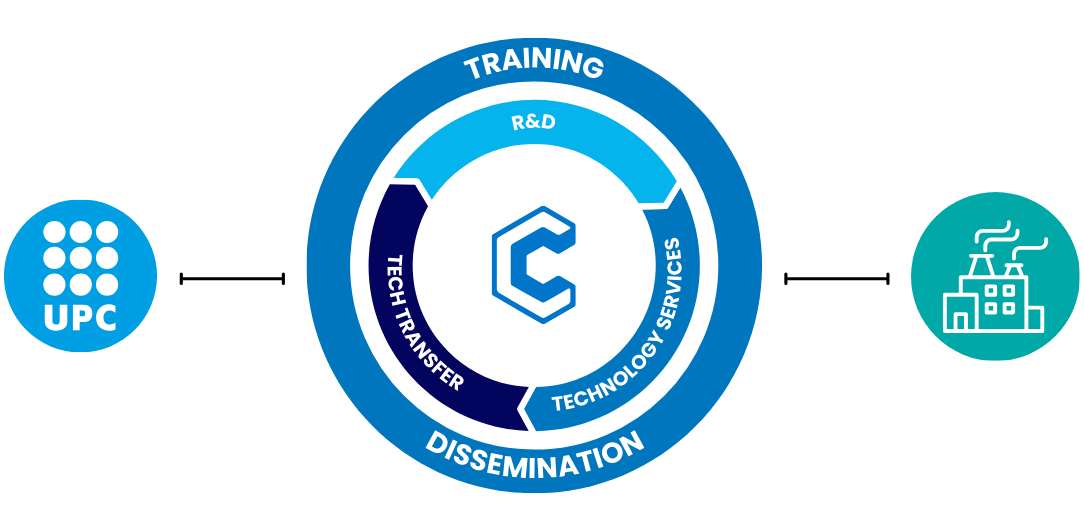 TRAINING
R&D
UPC
TECH TRANSFER
TECHNOLOGY SERVICES
DISSEMINATION